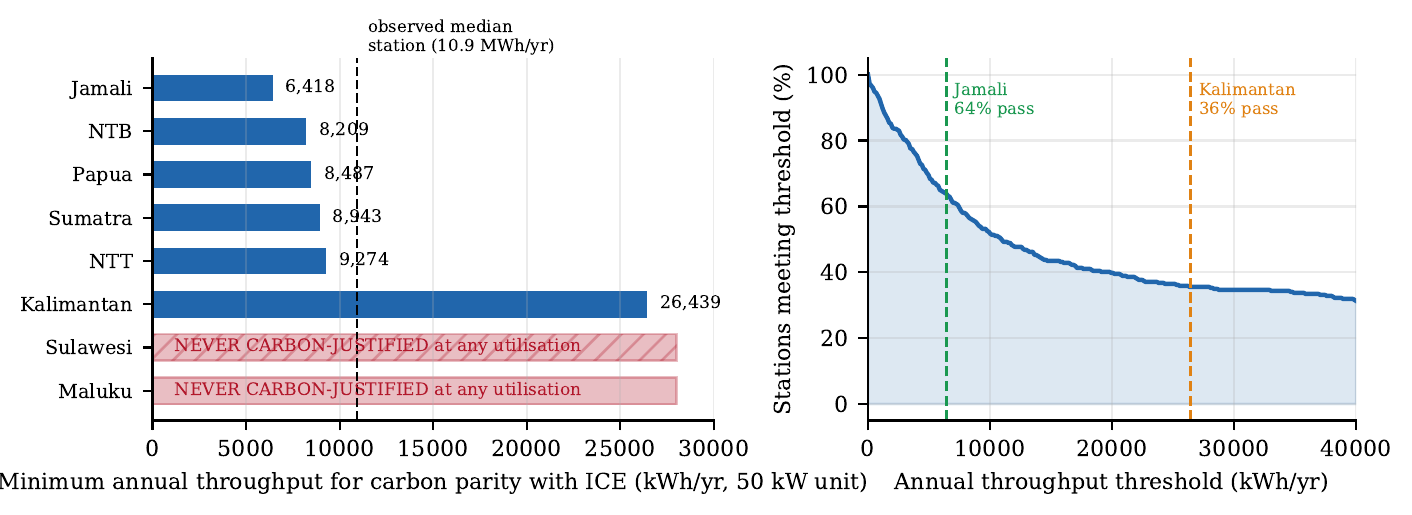 observed median
station (10.9 MWh/yr)
Jamali
6,418
NTB
8,209
Papua
8,487
Sumatra
8,943
NTT
9,274
Kalimantan
26,439
Sulawesi
NEVER CARBON-JUSTIFIED at any utilisation
Maluku
NEVER CARBON-JUSTIFIED at any utilisation
0 5000 10000 15000 20000 25000 30000
Minimum annual throughput for carbon parity with ICE (kWh/yr, 50 kW unit)
Stations meeting threshold (%)
100
80
60
40
20
0
Jamali
64% pass
Kalimantan
36% pass
0 10000 20000 30000 40000
Annual throughput threshold (kWh/yr)